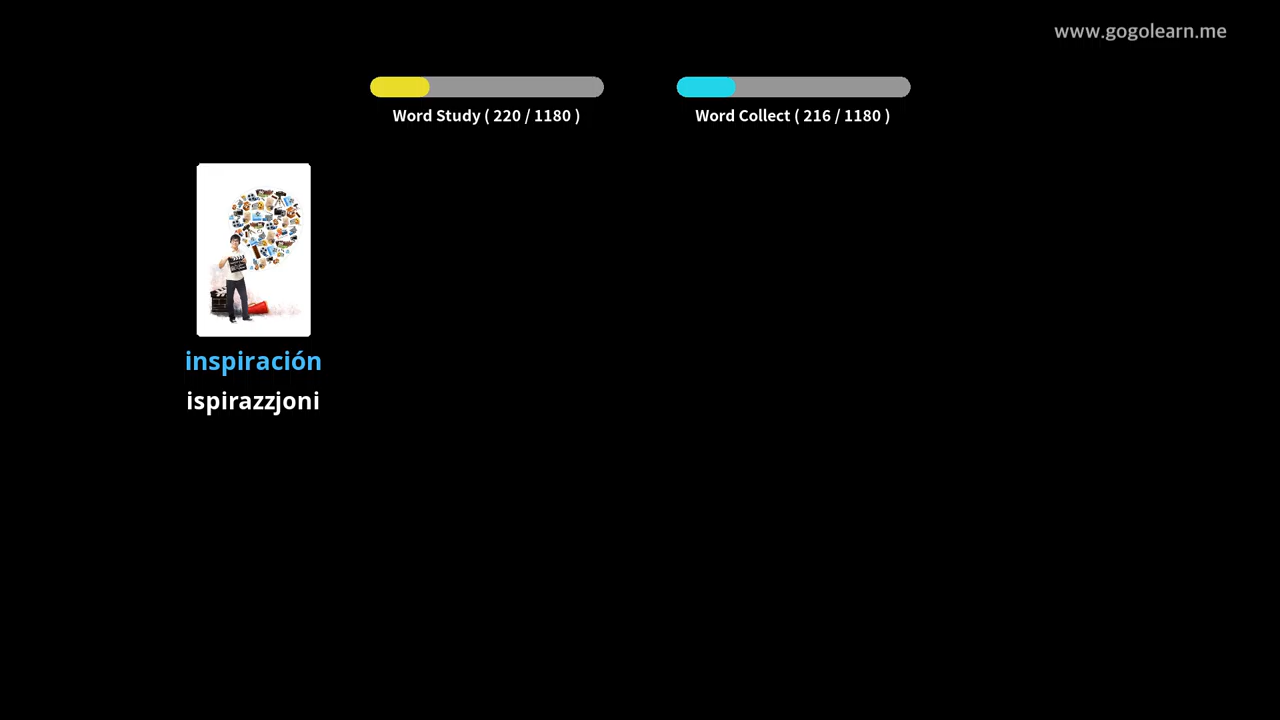 www.gogolearn.me
Word Study ( 220 / 1180 )
Word Collect ( 216 / 1180 )
inspiración
ispirazzjoni